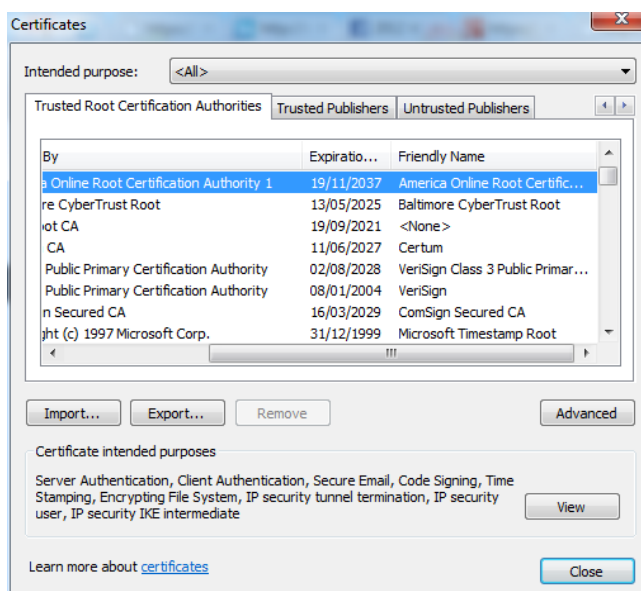 Certificates
Intended purpose: <All>
Trusted Root Certification Authorities Trusted Publishers Untrusted Publishers
By Expiratio... Friendly Name
Online Root Certification Authority 1 19/11/2037 America Online Root Certific...
re CyberTrust Root 13/05/2025 Baltimore CyberTrust Root
ot CA 19/09/2021 <None>
CA 11/06/2027 Certum
Public Primary Certification Authority 02/08/2028 VeriSign Class 3 Public Primar...
Public Primary Certification Authority 08/01/2004 VeriSign
n Secured CA 16/03/2029 ComSign Secured CA
ght (c) 1997 Microsoft Corp. 31/12/1999 Microsoft Timestamp Root
Import... Export... Remove Advanced
Certificate intended purposes
Server Authentication, Client Authentication, Secure Email, Code Signing, Time
Stamping, Encrypting File System, IP security tunnel termination, IP security
user, IP security IKE intermediate
View
Learn more about certificates
Close